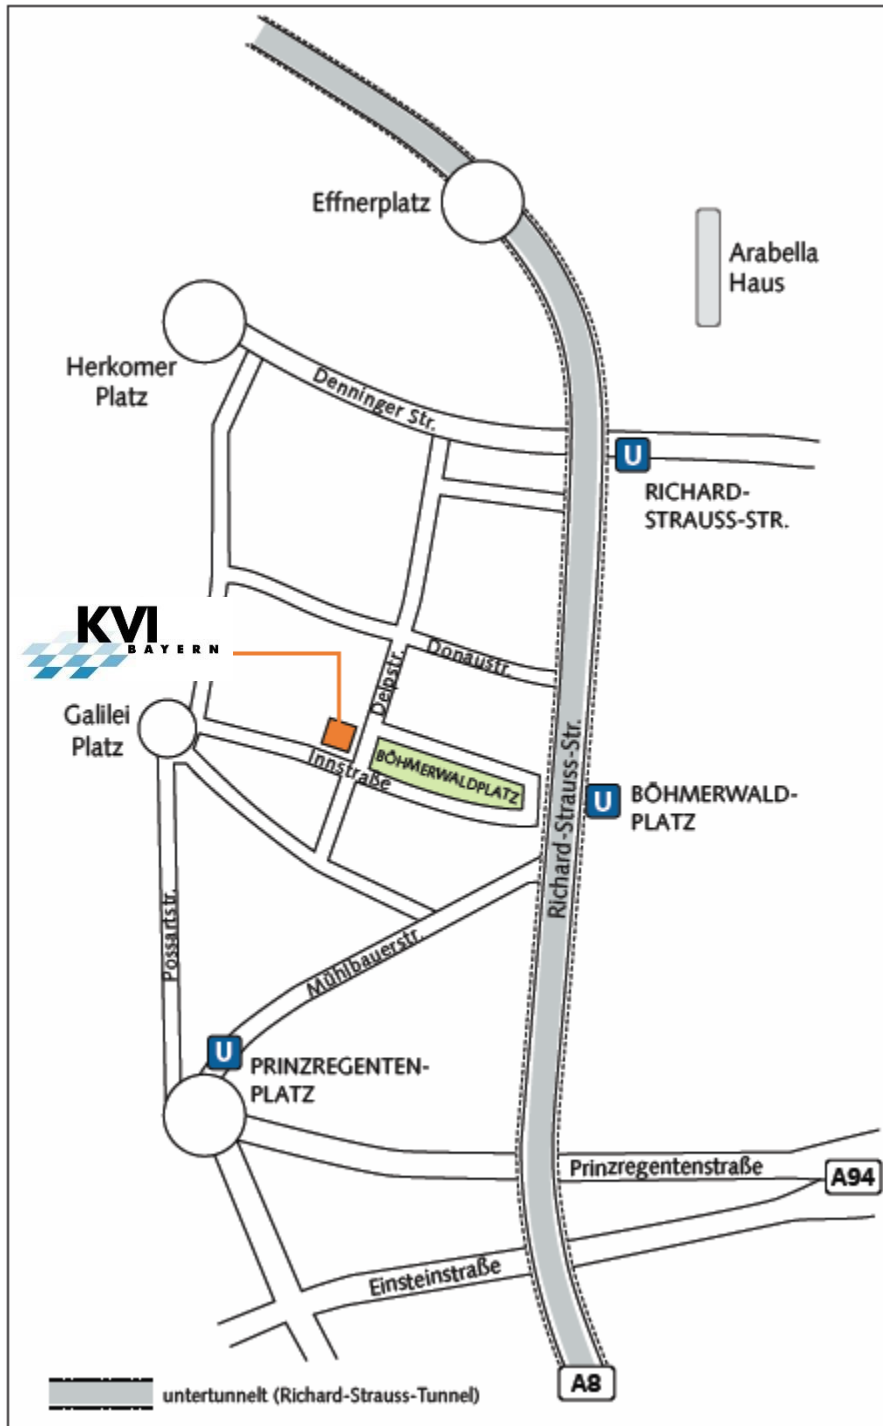 Effnerplatz
Arabella
Haus
Herkomer
Platz
Denninger Str.
U
RICHARD-
STRAUSS-STR.
KVI
BAYERN
Donaustr.
Delpstr.
Galilei
Platz
Innstraße
BÖHMERWALDPLATZ
Richard-Strauss-Str.
U
BÖHMERWALD-
PLATZ
Possartstr.
Mühlbauerstr.
U
PRINZREGENTEN-
PLATZ
Prinzregentenstraße
A94
Einsteinstraße
A8
untertunnelt (Richard-Strauss-Tunnel)